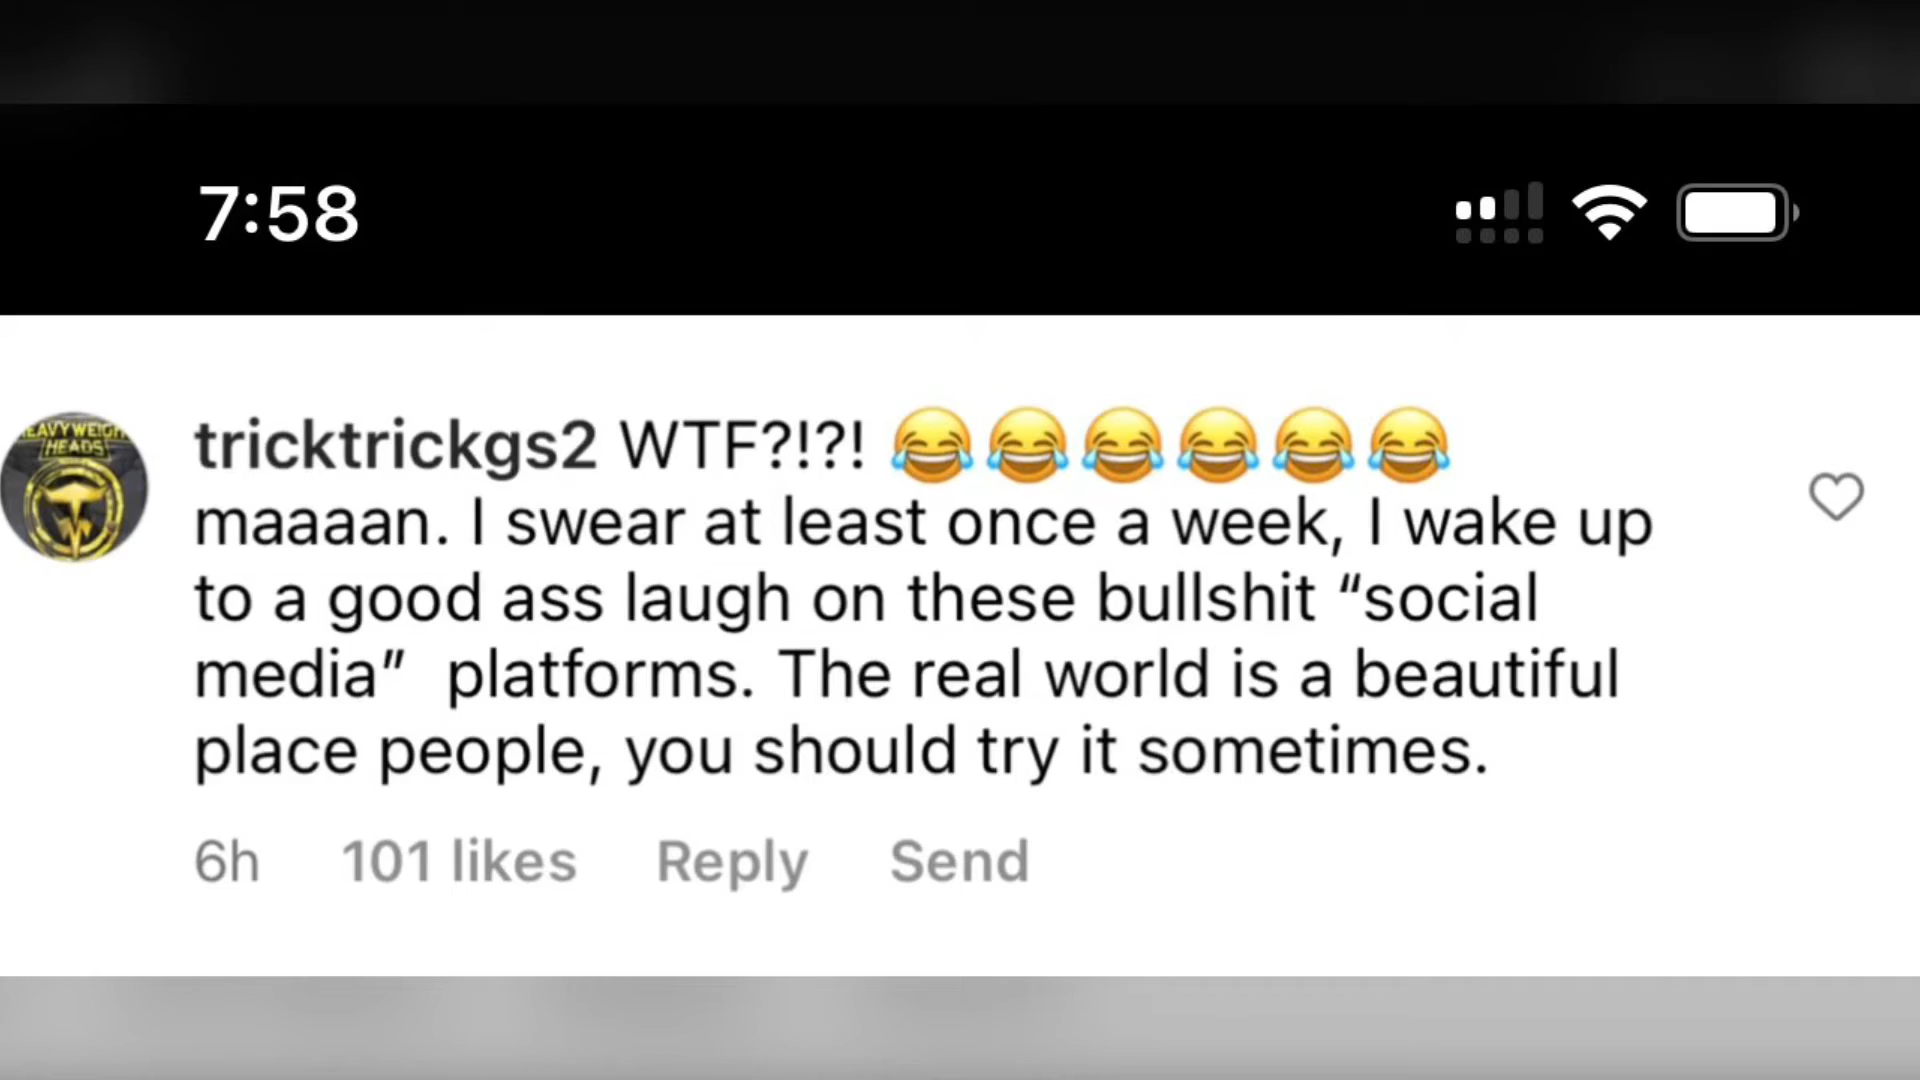 7:58
EAVYWEIGH
HEADS
tricktrickgs2 WTF?!?! 😂😂😂😂😂😂
maaaan. I swear at least once a week, I wake up
to a good ass laugh on these bullshit “social
media”  platforms. The real world is a beautiful
place people, you should try it sometimes.
6h 101 likes Reply Send